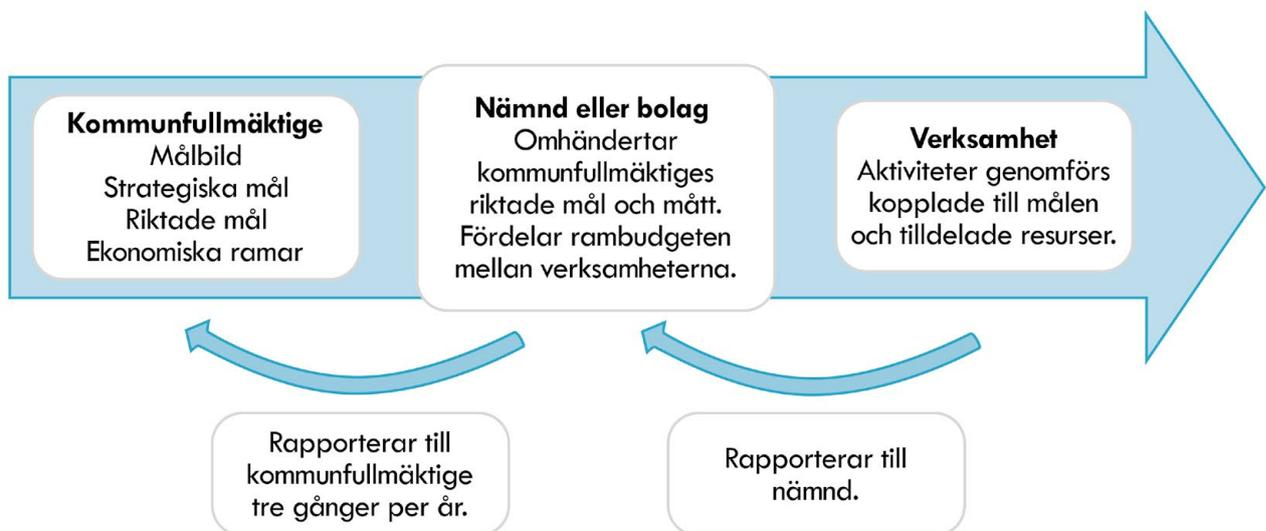 Kommunfullmäktige
Målbild
Strategiska mål
Riktade mål
Ekonomiska ramar
Nämnd eller bolag
Omhändertar
kommunfullmäktiges
riktade mål och mått.
Fördelar rambudgeten
mellan verksamheterna.
Verksamhet
Aktiviteter genomförs
kopplade till målen
och tilldelade resurser.
Rapporterar till
kommunfullmäktige
tre gånger per år.
Rapporterar till
nämnd.